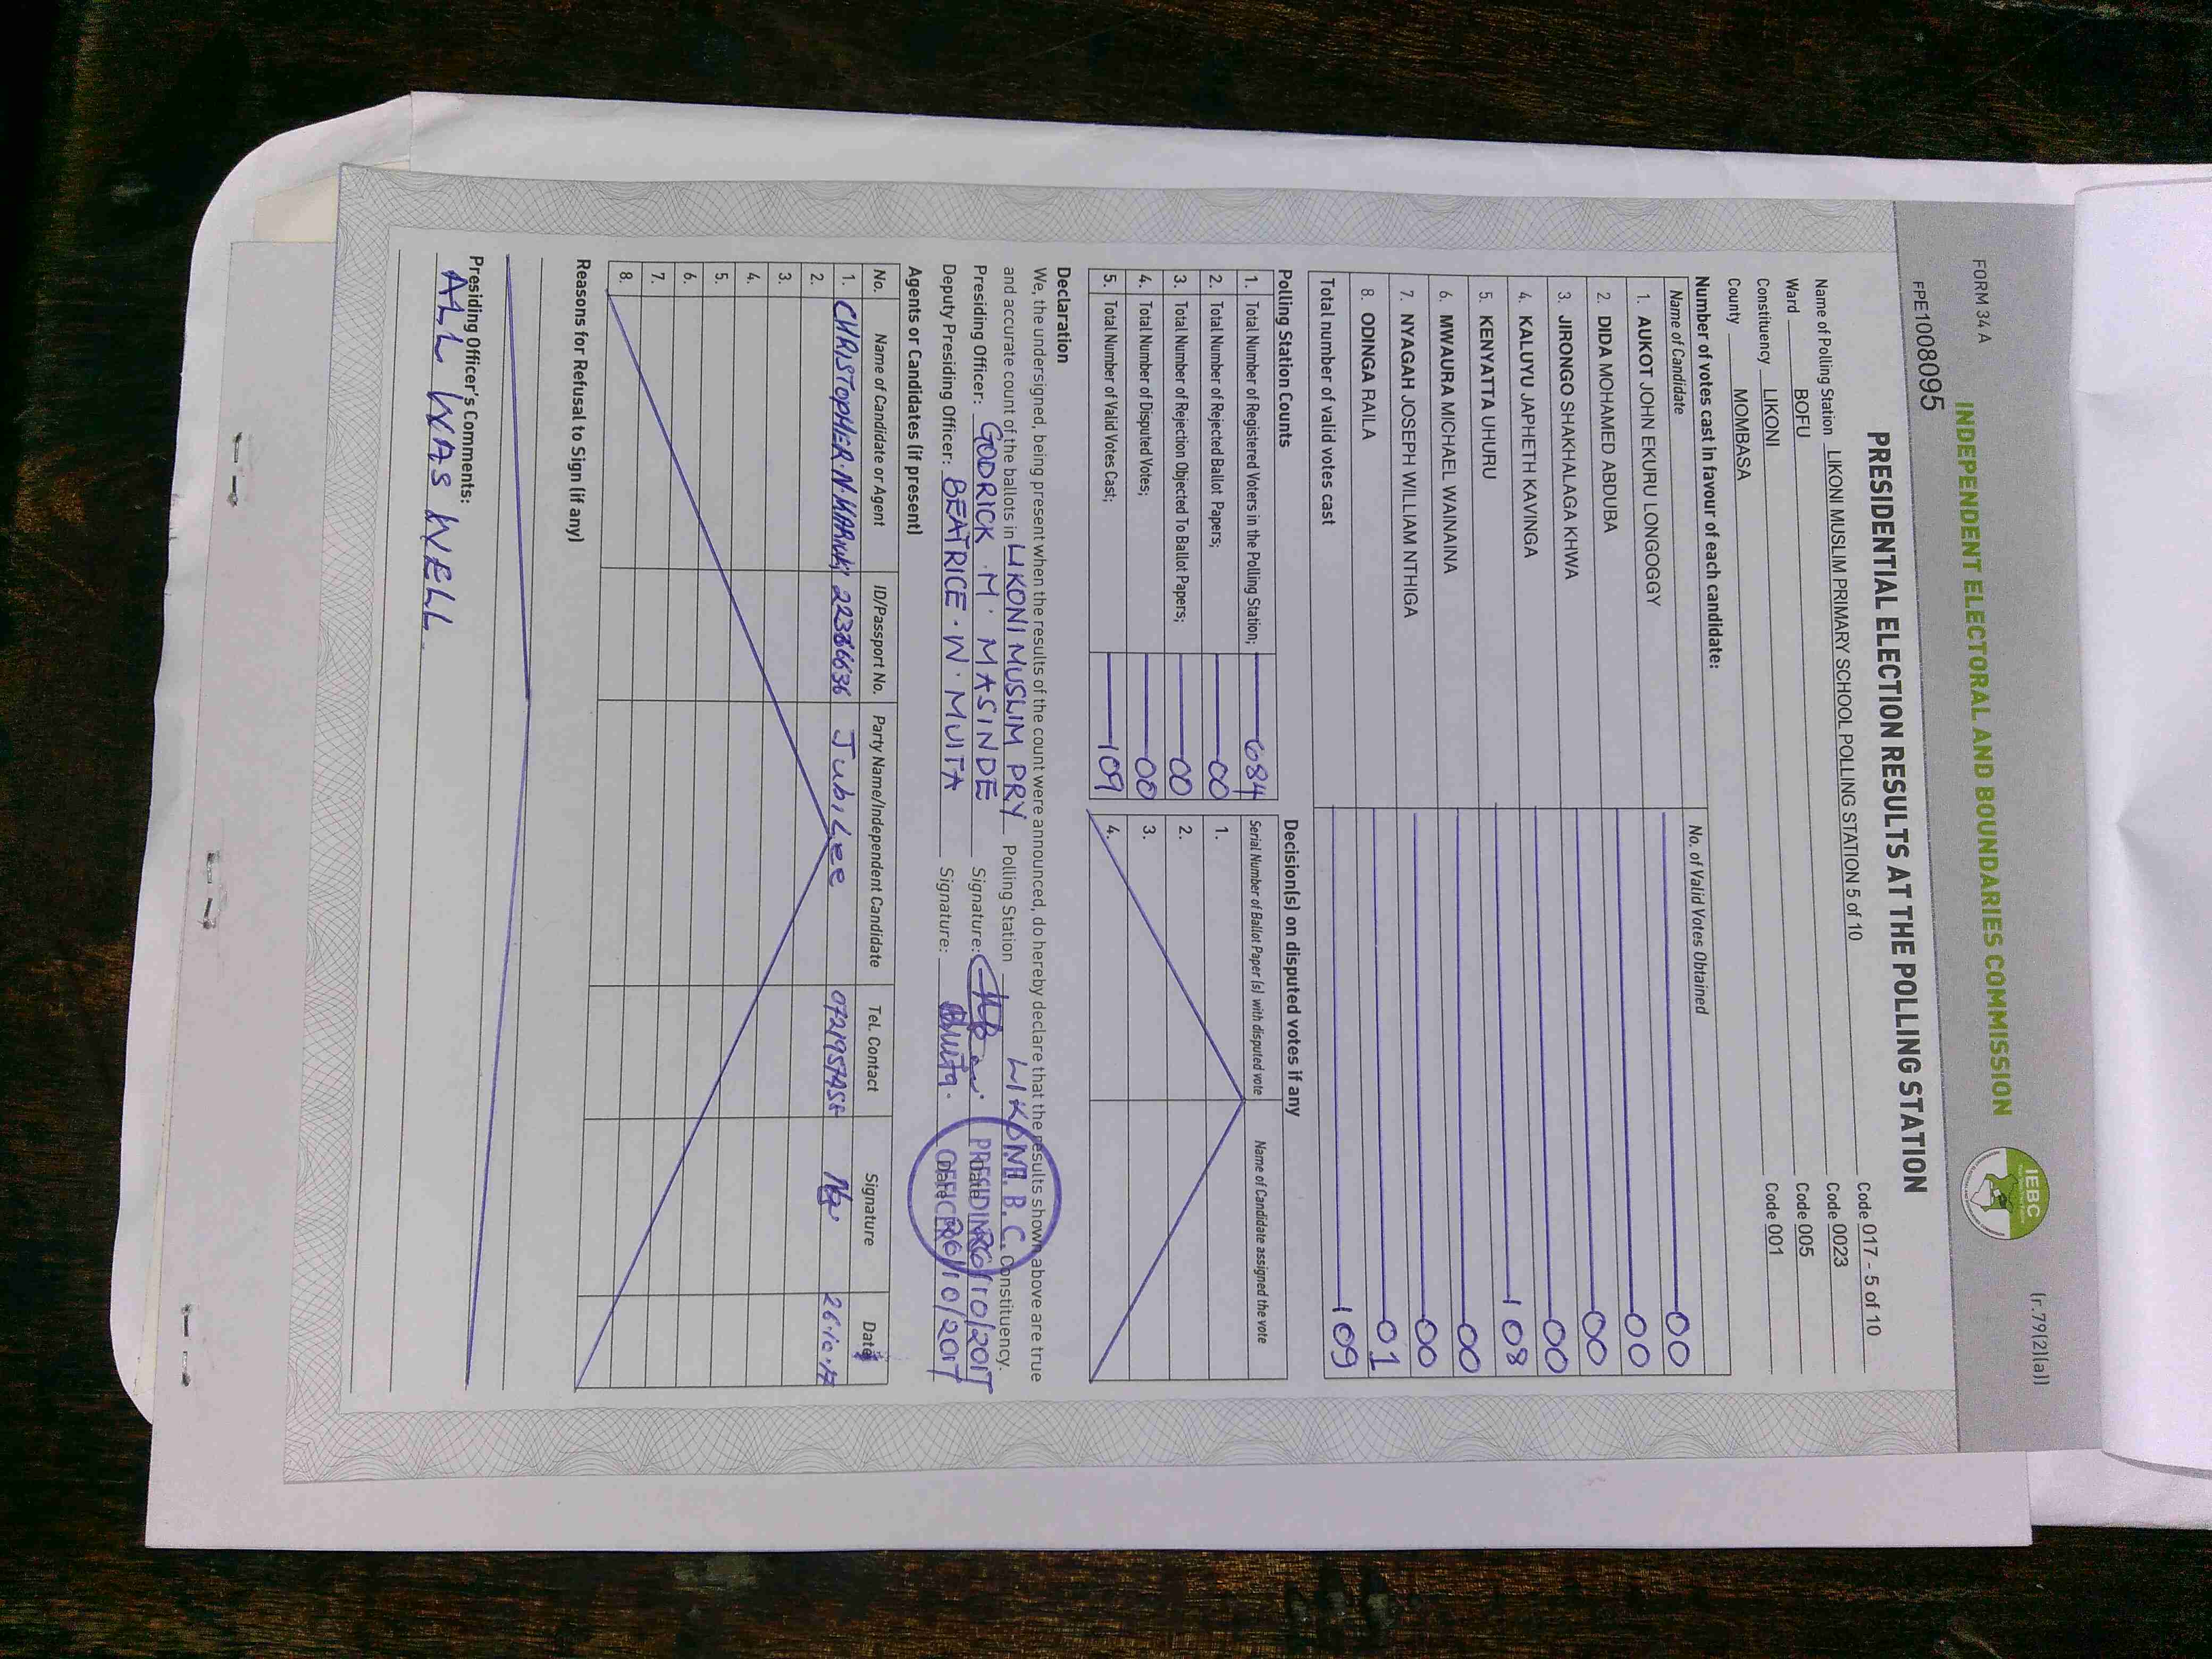 FORM 34 A
(r.79(2)(a))
INDEPENDENT ELECTORAL AND BOUNDARIES COMMISSION
IEBC
FPE1008095
PRESIDENTIAL ELECTION RESULTS AT THE POLLING STATION
Name of Polling Station LIKONI MUSLIM PRIMARY SCHOOL POLLING STATION 5 of 10 Code 017 - 5 of 10
Ward BOFU Code 0023
Constituency LIKONI Code 005
County MOMBASA Code 001
Number of votes cast in favour of each candidate:
Name of Candidate No. of Valid Votes Obtained
1. AUKOT JOHN EKURU LONGOGGY 00
2. DIDA MOHAMED ABDUBA 00
3. JIRONGO SHAKHALAGA KHWA 00
4. KALUYU JAPHETH KAVINGA 00
5. KENYATTA UHURU 108
6. MWAURA MICHAEL WAINAINA 00
7. NYAGAH JOSEPH WILLIAM NTHIGA 00
8. ODINGA RAILA 01
Total number of valid votes cast 109
Polling Station Counts
1. Total Number of Registered Voters in the Polling Station; 684
2. Total Number of Rejected Ballot Papers; 00
3. Total Number of Rejection Objected To Ballot Papers; 00
4. Total Number of Disputed Votes; 00
5. Total Number of Valid Votes Cast; 109
Decision(s) on disputed votes if any
Serial Number of Ballot Paper (s) with disputed vote Name of Candidate assigned the vote
1.
2.
3.
4.
Declaration
We, the undersigned, being present when the results of the count were announced, do hereby declare that the results shown above are true
and accurate count of the ballots in LIKONI MUSLIM PRY Polling Station LIKONI Constituency.
Presiding Officer: GODRICK .M. MASINDE Signature: Date 26/10/2017
Deputy Presiding Officer: BEATRICE . W . MUITA Signature: Date 26/10/2017
I.E.B.C.
PRESIDING
OFFICER
Agents or Candidates (if present)
No. Name of Candidate or Agent ID/Passport No. Party Name/Independent Candidate Tel. Contact Signature Date
1. CHRISTOPHER.N. Jubilee 26.10.17
2.
3.
4.
5.
6.
7.
8.
Reasons for Refusal to Sign (if any)
Presiding Officer's Comments:
ALL WAS WELL